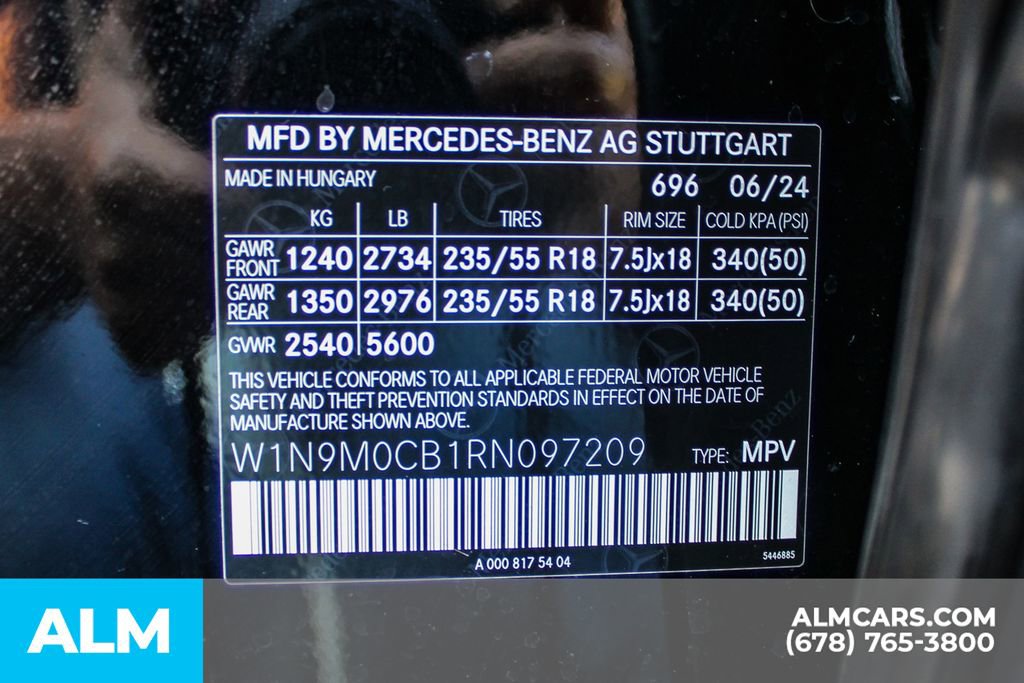 MFD BY MERCEDES-BENZ AG STUTTGART
MADE IN HUNGARY 696 06/24
KG LB TIRES RIM SIZE COLD KPA (PSI)
GAWR FRONT 1240 2734 235/55 R18 7.5Jx18 340(50)
GAWR REAR 1350 2976 235/55 R18 7.5Jx18 340(50)
GVWR 2540 5600
THIS VEHICLE CONFORMS TO ALL APPLICABLE FEDERAL MOTOR VEHICLE
SAFETY AND THEFT PREVENTION STANDARDS IN EFFECT ON THE DATE OF
MANUFACTURE SHOWN ABOVE.
W1N9M0CB1RN097209 TYPE: MPV
A 000 817 54 04 5446885
ALM
ALMCARS.COM
(678) 765-3800